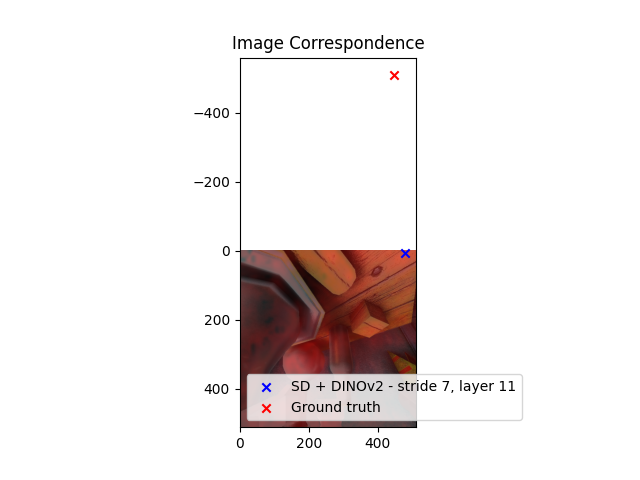 Image Correspondence
−400
−200
0
200
400
SD + DINOv2 - stride 7, layer 11
Ground truth
0
200
400